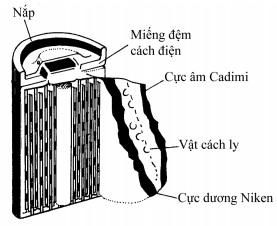 Nắp
Miếng đệm
cách điện
Cực âm Cadimi
Vật cách ly
Cực dương Niken